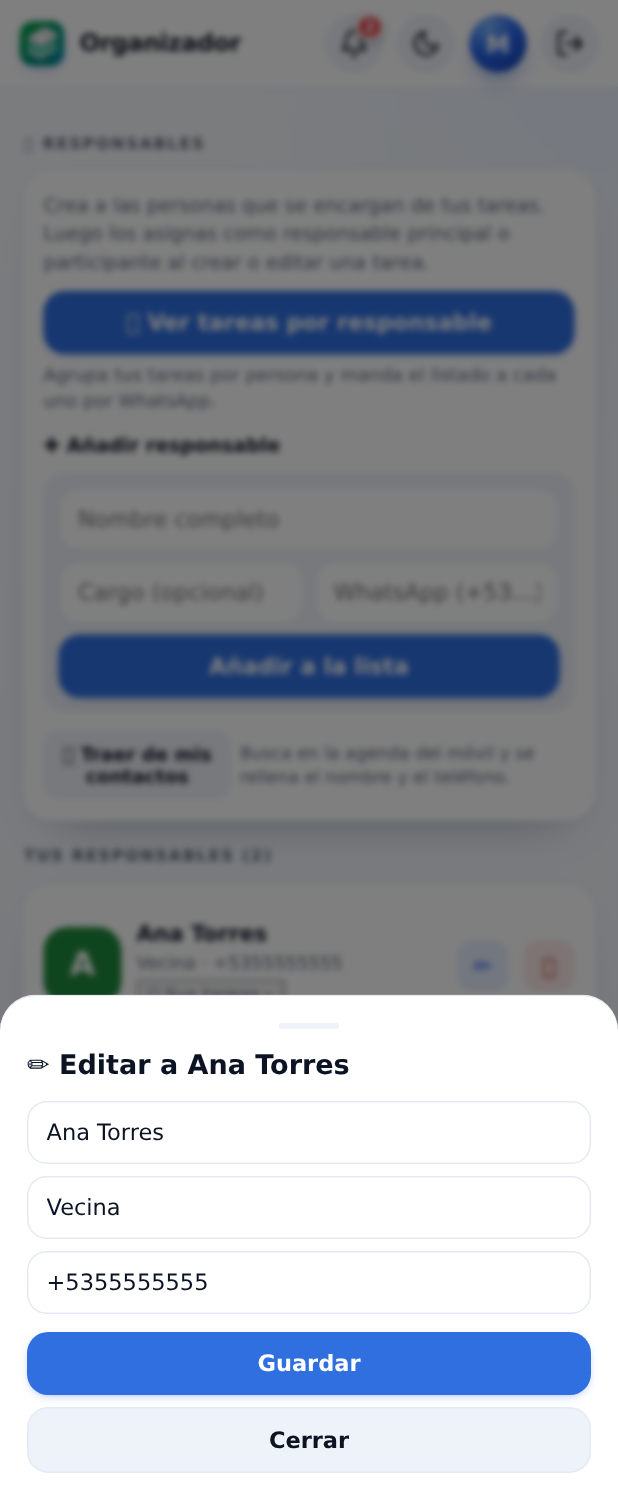 Organizador
2
M
RESPONSABLES
Crea a las personas que se encargan de tus tareas.
Luego los asignas como responsable principal o
participante al crear o editar una tarea.
Ver tareas por responsable
Agrupa tus tareas por persona y manda el listado a cada
uno por WhatsApp.
+ Añadir responsable
Nombre completo
Cargo (opcional)
WhatsApp (+53...)
Añadir a la lista
Traer de mis
contactos
Busca en la agenda del móvil y se
rellena el nombre y el teléfono.
TUS RESPONSABLES (2)
A
Ana Torres
Vecina · +5355555555
✏ Editar a Ana Torres
Ana Torres
Vecina
+5355555555
Guardar
Cerrar